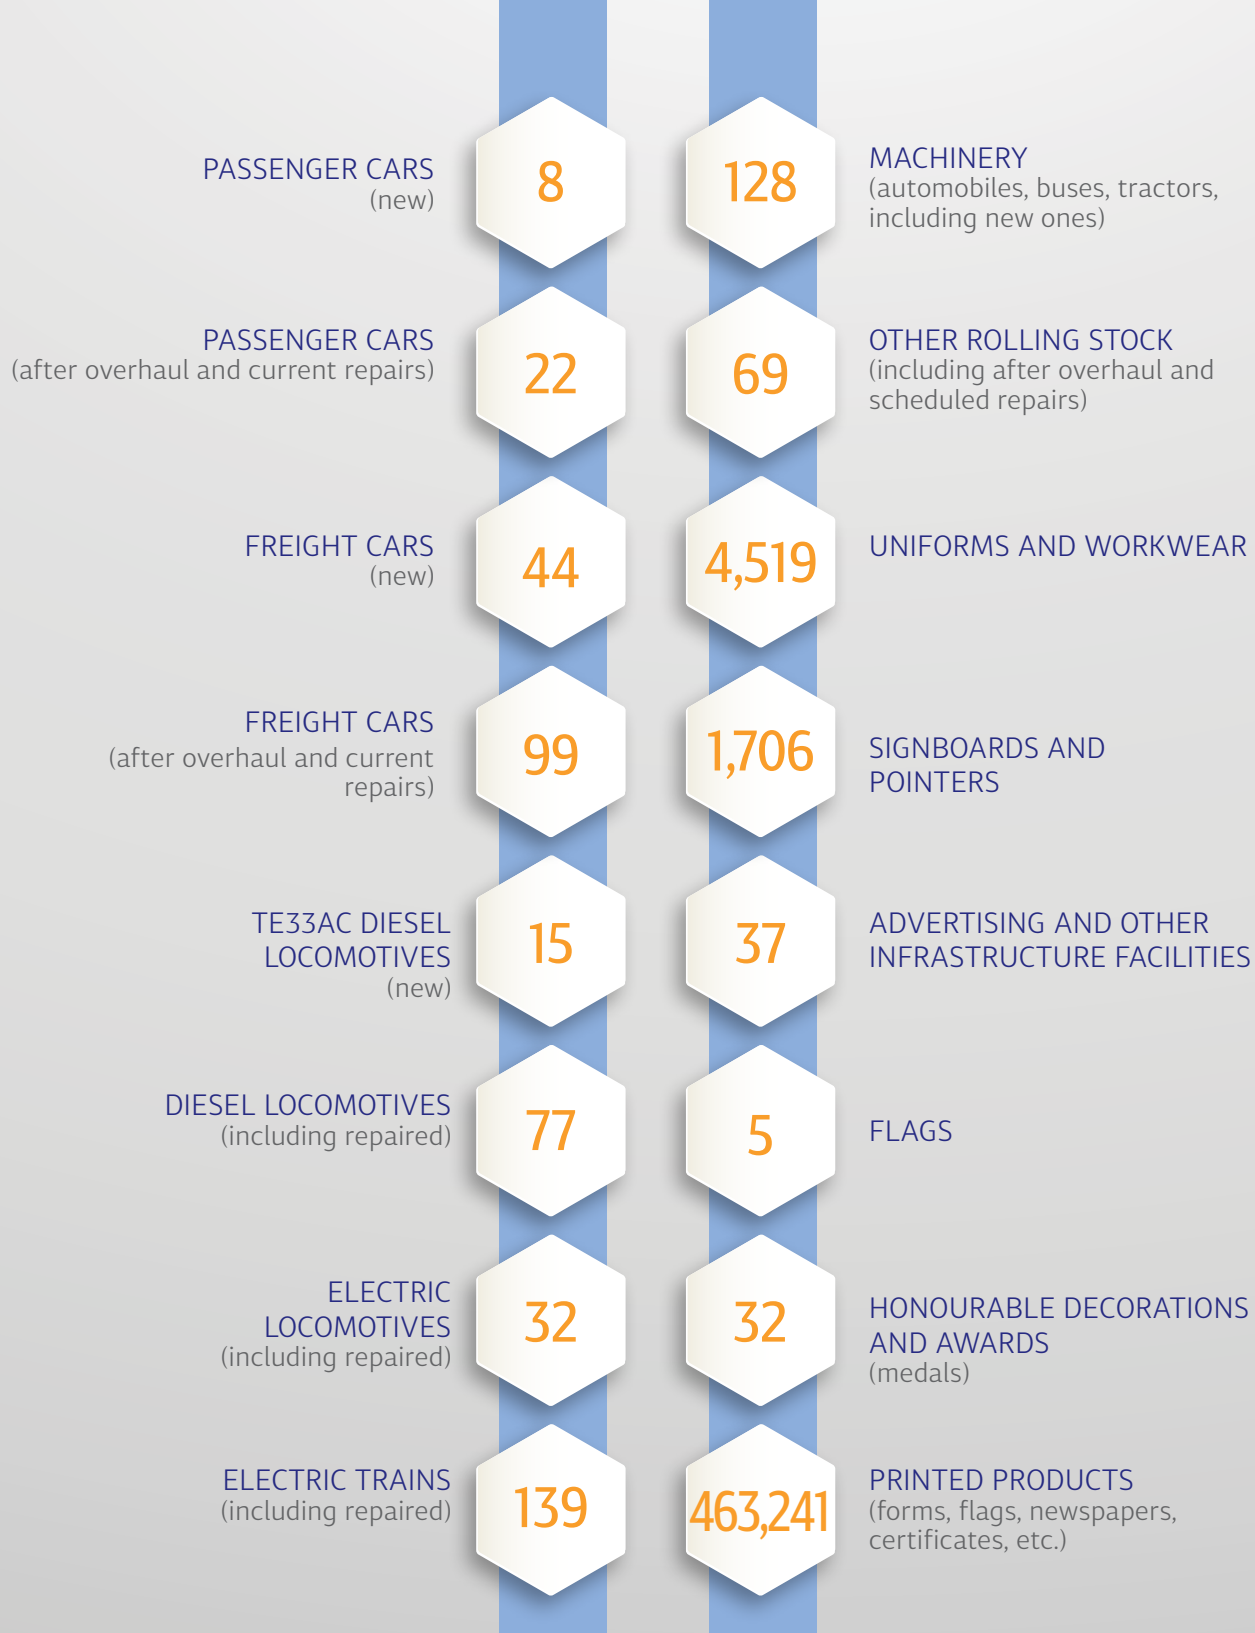 PASSENGER CARS
(new)
8
PASSENGER CARS
(after overhaul and current repairs)
22
FREIGHT CARS
(new)
44
FREIGHT CARS
(after overhaul and current
repairs)
99
TE33AC DIESEL
LOCOMOTIVES
(new)
15
DIESEL LOCOMOTIVES
(including repaired)
77
ELECTRIC
LOCOMOTIVES
(including repaired)
32
ELECTRIC TRAINS
(including repaired)
139
128
MACHINERY
(automobiles, buses, tractors,
including new ones)
69
OTHER ROLLING STOCK
(including after overhaul and
scheduled repairs)
4,519
UNIFORMS AND WORKWEAR
1,706
SIGNBOARDS AND
POINTERS
37
ADVERTISING AND OTHER
INFRASTRUCTURE FACILITIES
5
FLAGS
32
HONOURABLE DECORATIONS
AND AWARDS
(medals)
463,241
PRINTED PRODUCTS
(forms, flags, newspapers,
certificates, etc.)